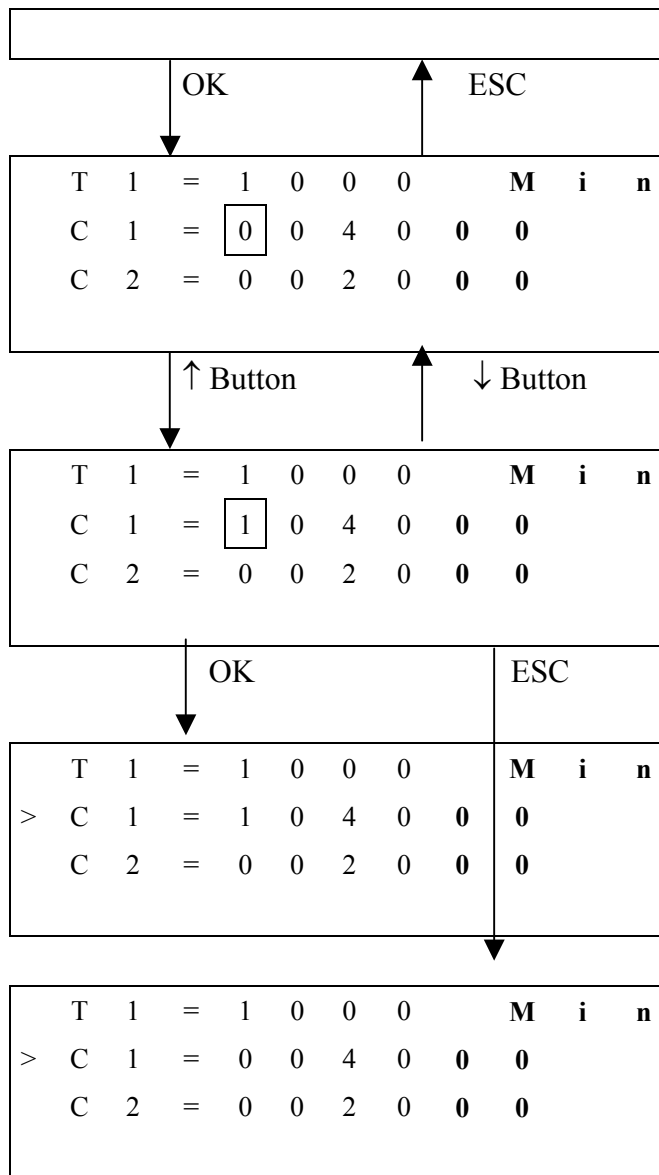 OK ESC
T 1 = 1 0 0 0 M i n
C 1 = 0 0 4 0 0 0
C 2 = 0 0 2 0 0 0
↑ Button ↓ Button
T 1 = 1 0 0 0 M i n
C 1 = 1 0 4 0 0 0
C 2 = 0 0 2 0 0 0
OK ESC
T 1 = 1 0 0 0 M i n
> C 1 = 1 0 4 0 0 0
C 2 = 0 0 2 0 0 0
T 1 = 1 0 0 0 M i n
> C 1 = 0 0 4 0 0 0
C 2 = 0 0 2 0 0 0